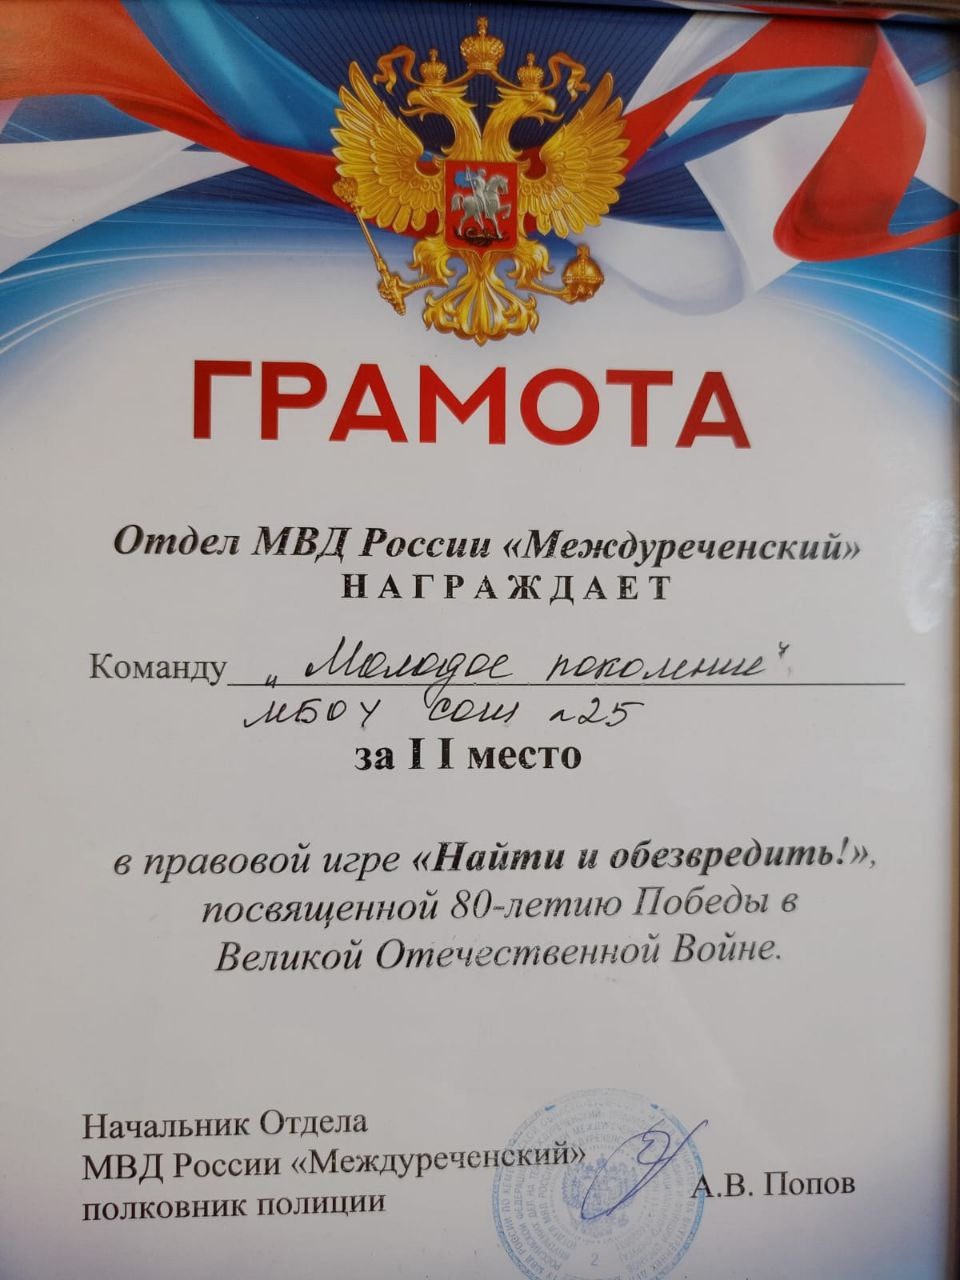 ГРАМОТА
Отдел МВД России «Междуреченский»
НАГРАЖДАЕТ
Команду „Молодое поколение"
МБОУ СОШ №25
за I I место
в правовой игре «Найти и обезвредить!»,
посвященной 80-летию Победы в
Великой Отечественной Войне.
Начальник Отдела
МВД России «Междуреченский»
полковник полиции
А.В. Попов
2